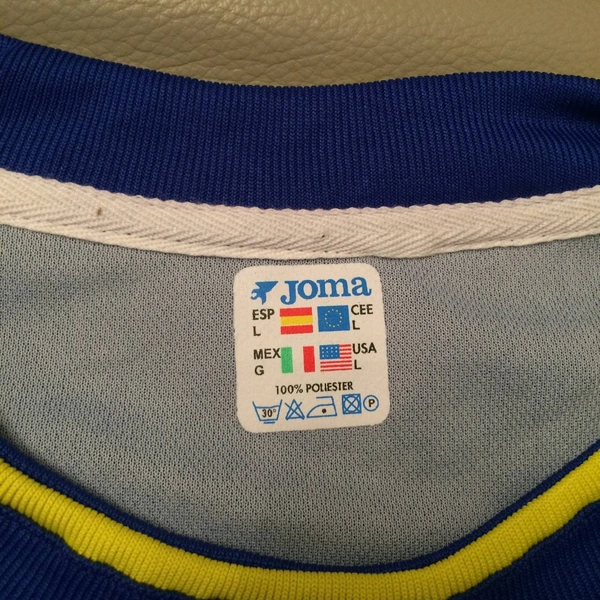 Joma
ESP CEE
L L
MEX USA
G L
100% POLIESTER
30° P